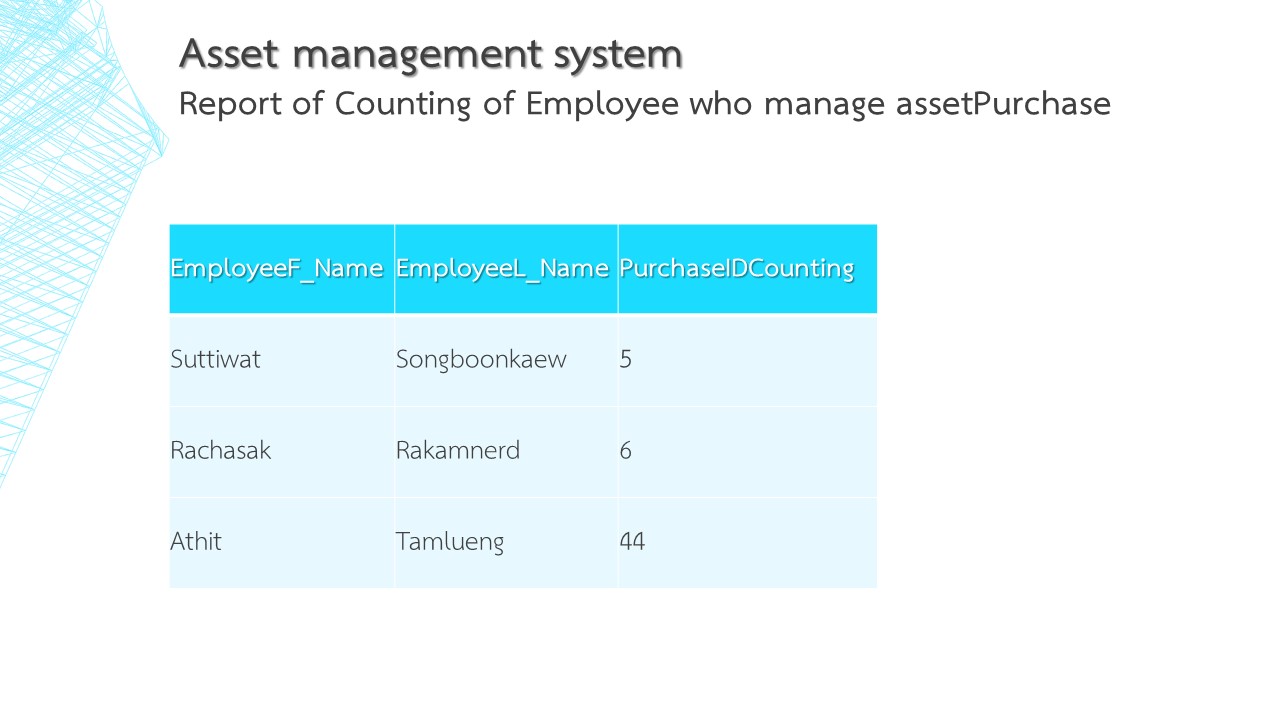 Asset management system
Report of Counting of Employee who manage assetPurchase
EmployeeF_Name EmployeeL_Name PurchaseIDCounting
Suttiwat Songboonkaew 5
Rachasak Rakamnerd 6
Athit Tamlueng 44